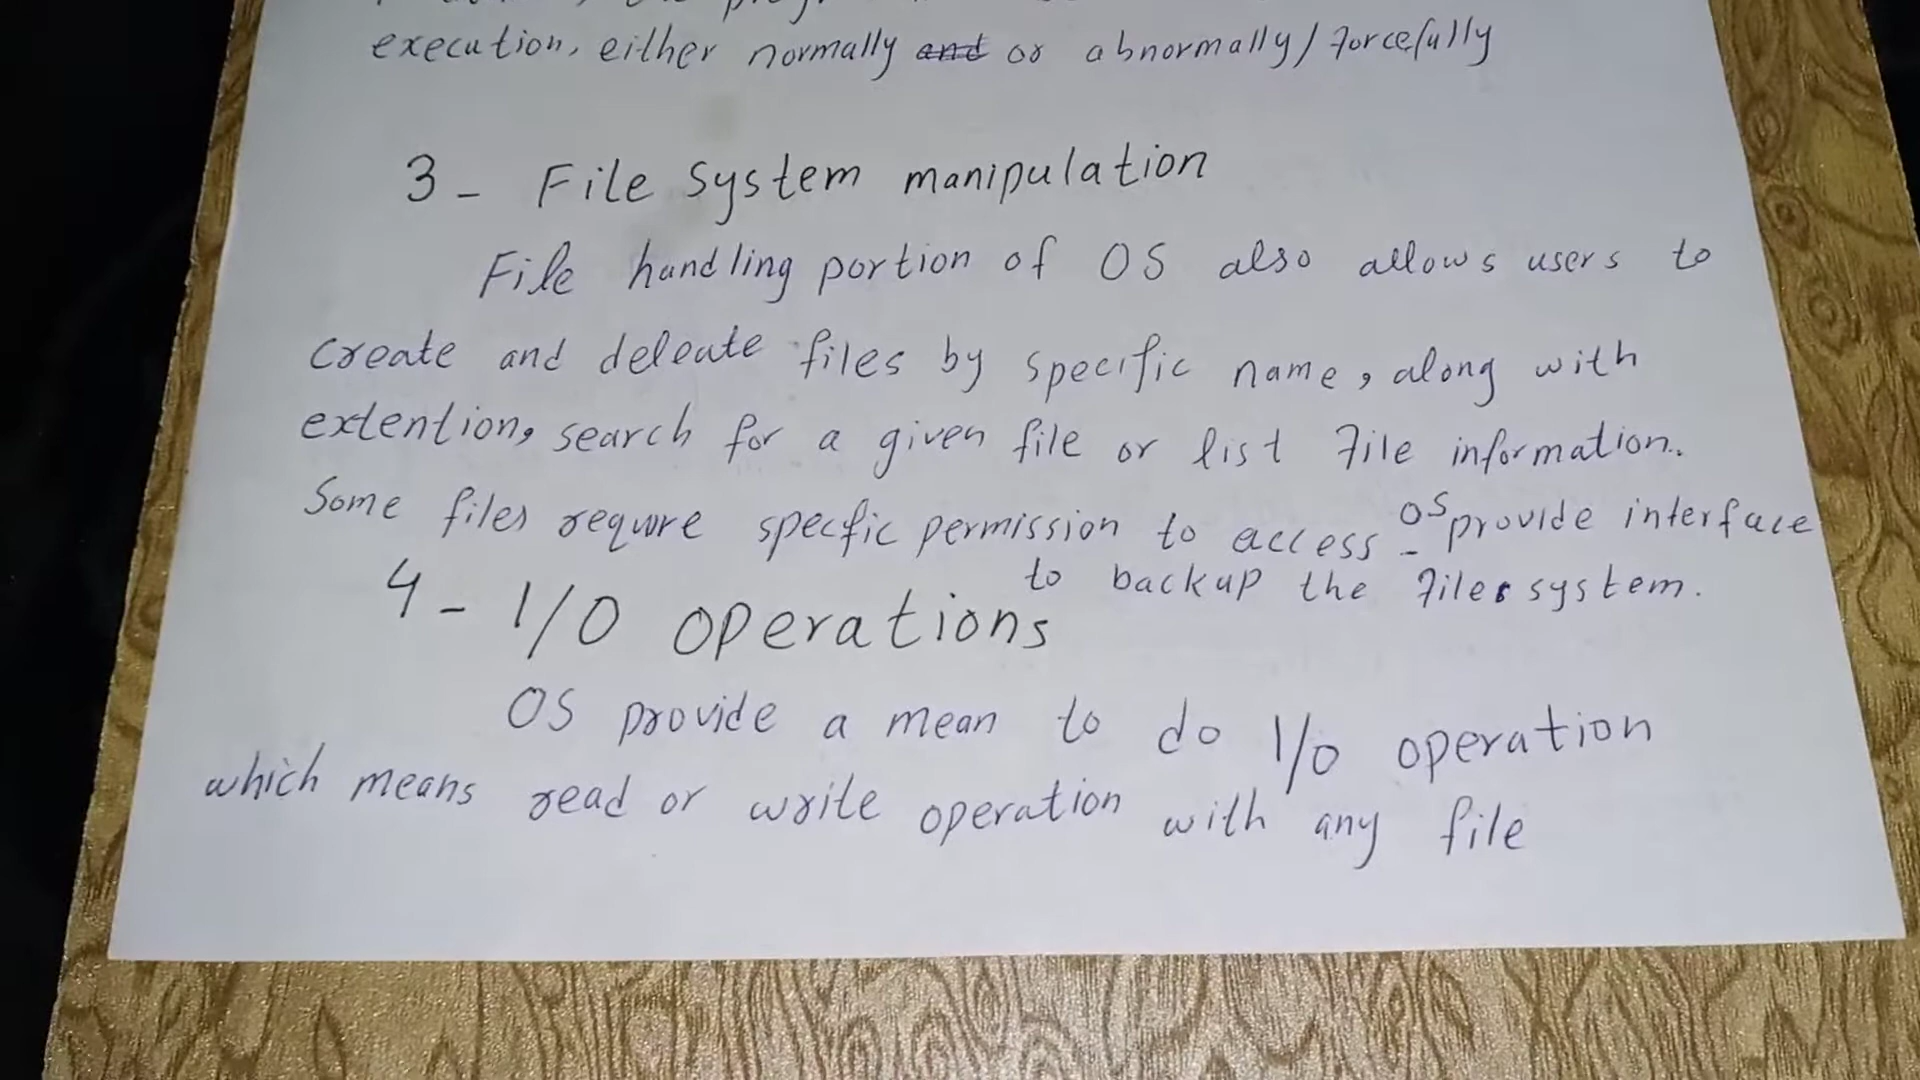 execution, either normally and or abnormally/forcefully
3- File System manipulation
File handling portion of OS also allows users to
create and deleate files by specific name, along with
extention, search for a given file or list file information.
Some files requre specfic permission to access - OS provide interface
to backup the file system.
4- I/O operations
OS provide a mean to do I/O operation
which means read or write operation with any file